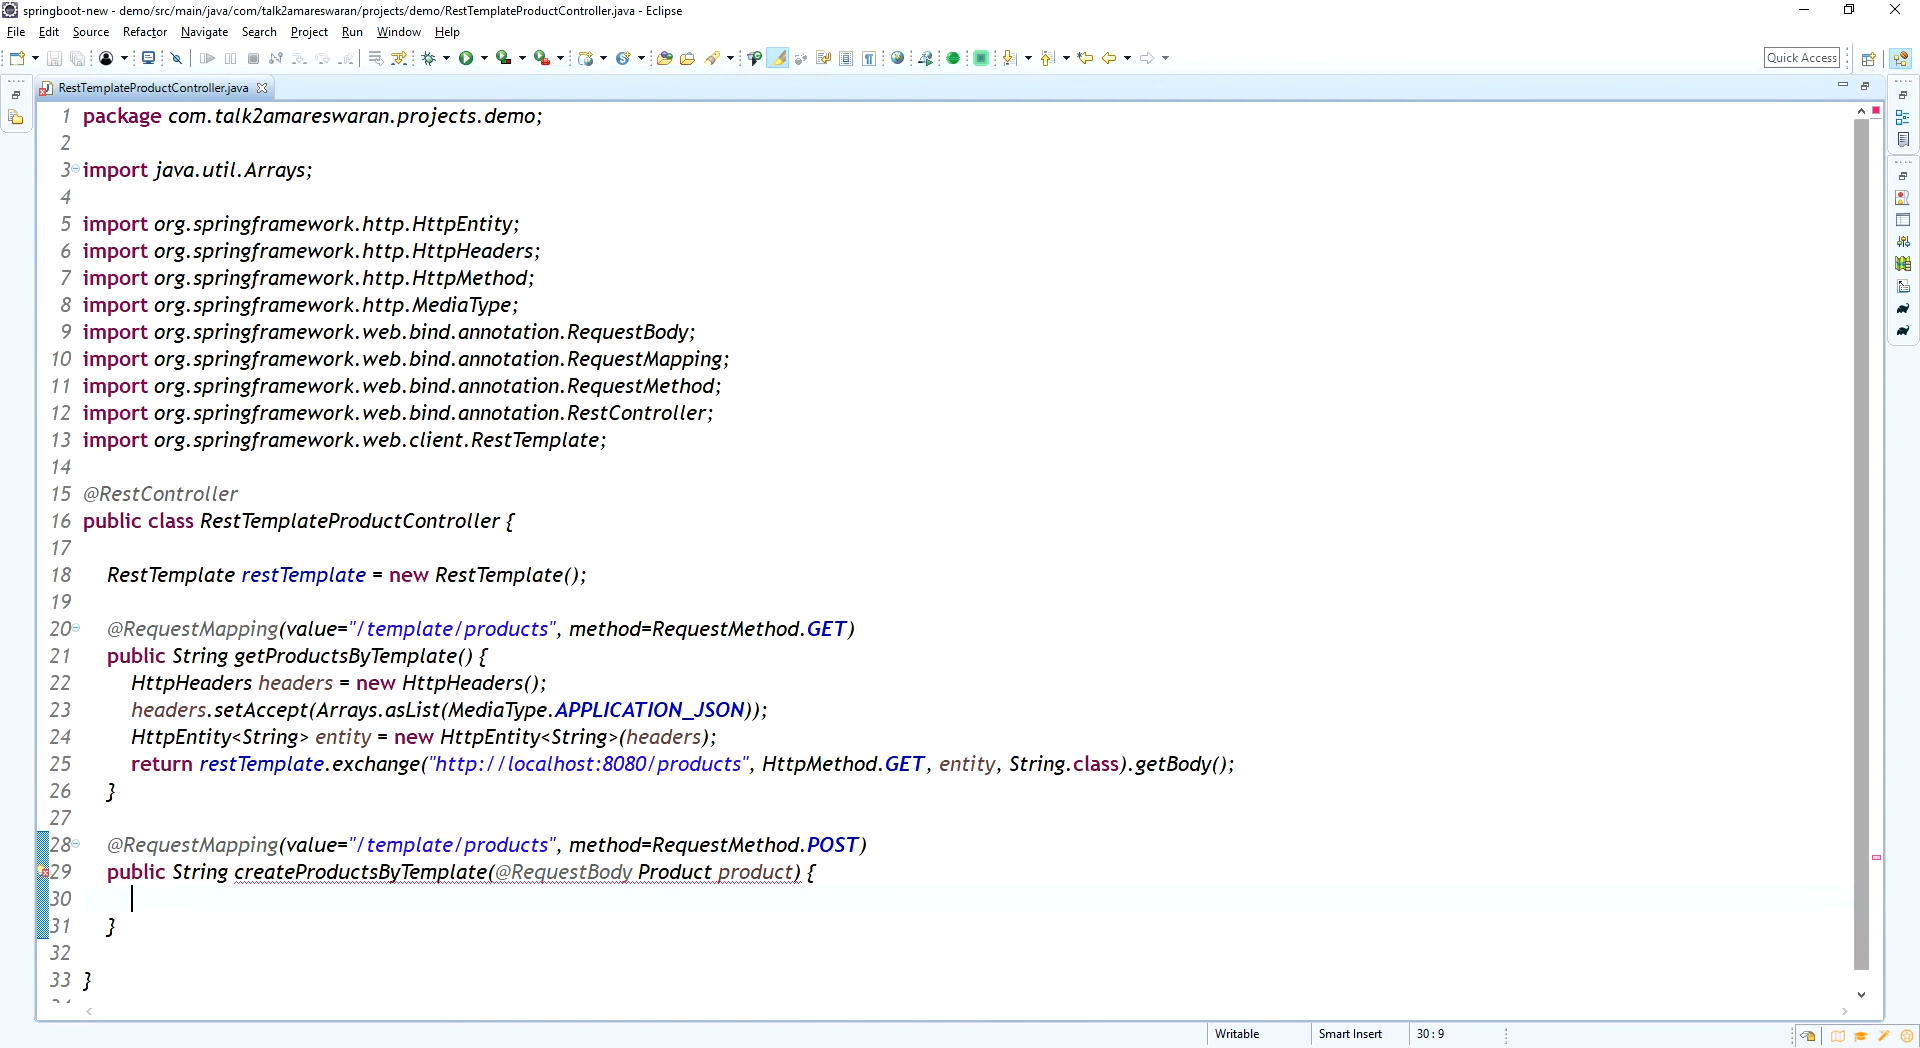 springboot-new - demo/src/main/java/com/talk2amareswaran/projects/demo/RestTemplateProductController.java - Eclipse
File Edit Source Refactor Navigate Search Project Run Window Help
Quick Access
RestTemplateProductController.java
1 package com.talk2amareswaran.projects.demo;
2
3 import java.util.Arrays;
4
5 import org.springframework.http.HttpEntity;
6 import org.springframework.http.HttpHeaders;
7 import org.springframework.http.HttpMethod;
8 import org.springframework.http.MediaType;
9 import org.springframework.web.bind.annotation.RequestBody;
10 import org.springframework.web.bind.annotation.RequestMapping;
11 import org.springframework.web.bind.annotation.RequestMethod;
12 import org.springframework.web.bind.annotation.RestController;
13 import org.springframework.web.client.RestTemplate;
14
15 @RestController
16 public class RestTemplateProductController {
17
18 RestTemplate restTemplate = new RestTemplate();
19
20 @RequestMapping(value="/template/products", method=RequestMethod.GET)
21 public String getProductsByTemplate() {
22 HttpHeaders headers = new HttpHeaders();
23 headers.setAccept(Arrays.asList(MediaType.APPLICATION_JSON));
24 HttpEntity<String> entity = new HttpEntity<String>(headers);
25 return restTemplate.exchange("http://localhost:8080/products", HttpMethod.GET, entity, String.class).getBody();
26 }
27
28 @RequestMapping(value="/template/products", method=RequestMethod.POST)
29 public String createProductsByTemplate(@RequestBody Product product) {
30
31 }
32
33 }
Writable Smart Insert 30 : 9